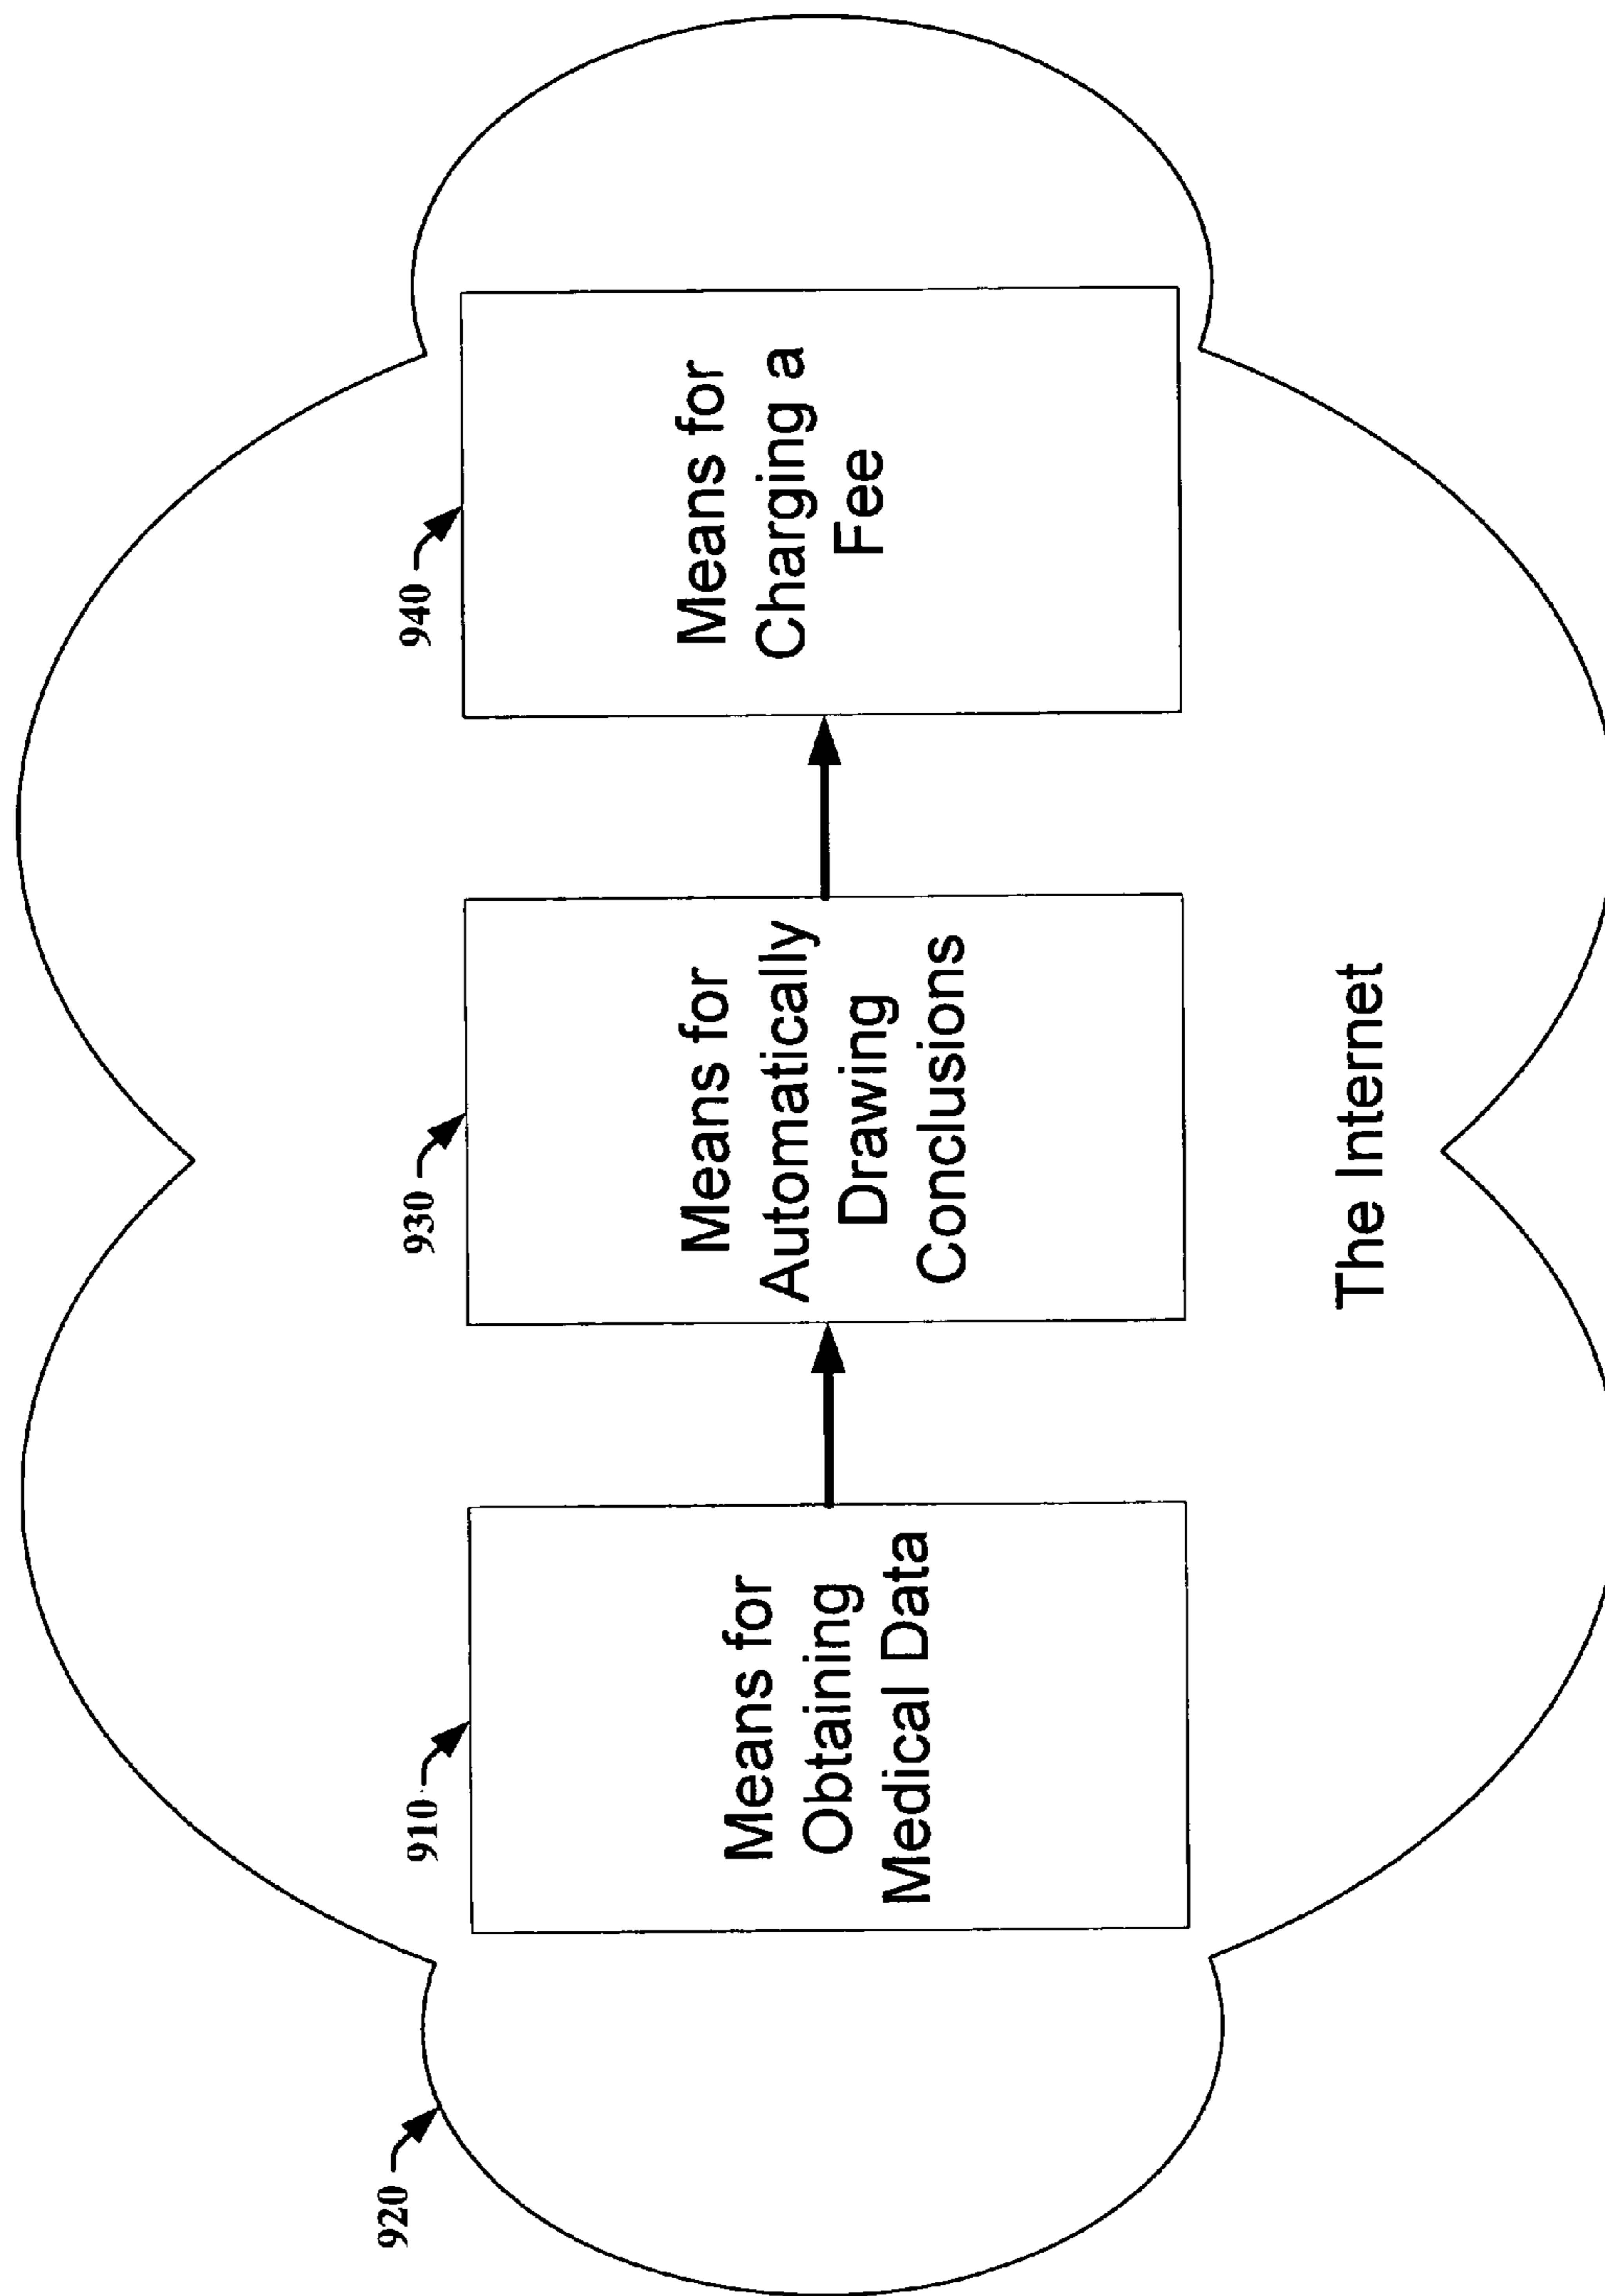 920
910
Means for
Obtaining
Medical Data
930
Means for
Automatically
Drawing
Conclusions
940
Means for
Charging a
Fee
The Internet